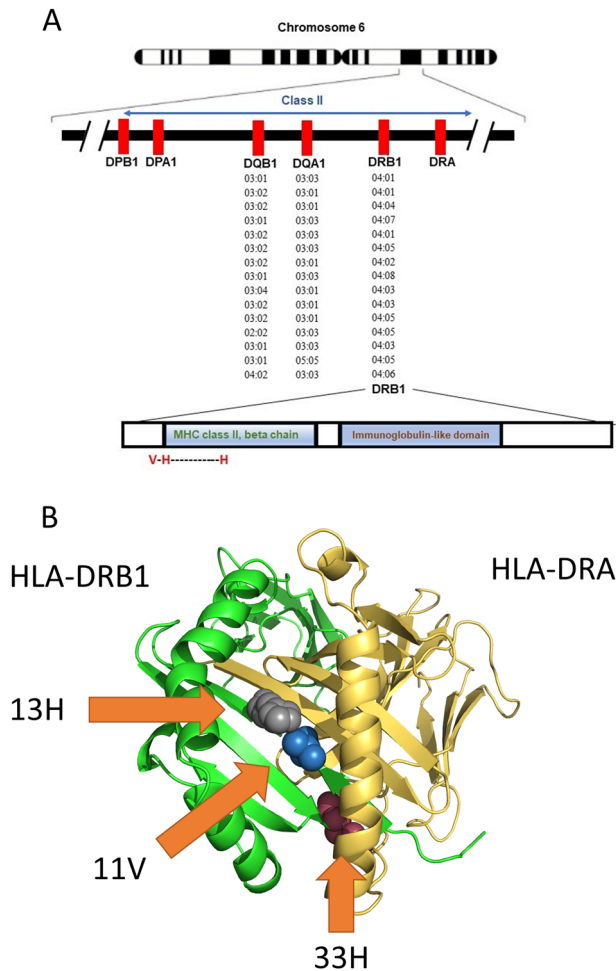 A
Chromosome 6
Class II
DPB1 DPA1 DQB1 DQA1 DRB1 DRA
03:01 03:03 04:01
03:02 03:01 04:01
03:02 03:01 04:04
03:01 03:03 04:07
03:02 03:03 04:01
03:02 03:03 04:05
03:02 03:01 04:02
03:01 03:03 04:08
03:04 03:01 04:03
03:02 03:01 04:03
03:02 03:01 04:05
02:02 03:03 04:05
03:01 03:03 04:03
03:01 05:05 04:05
04:02 03:03 04:06
DRB1
MHC class II, beta chain Immunoglobulin-like domain
V-H-----------H
B
HLA-DRB1 HLA-DRA
13H
11V
33H